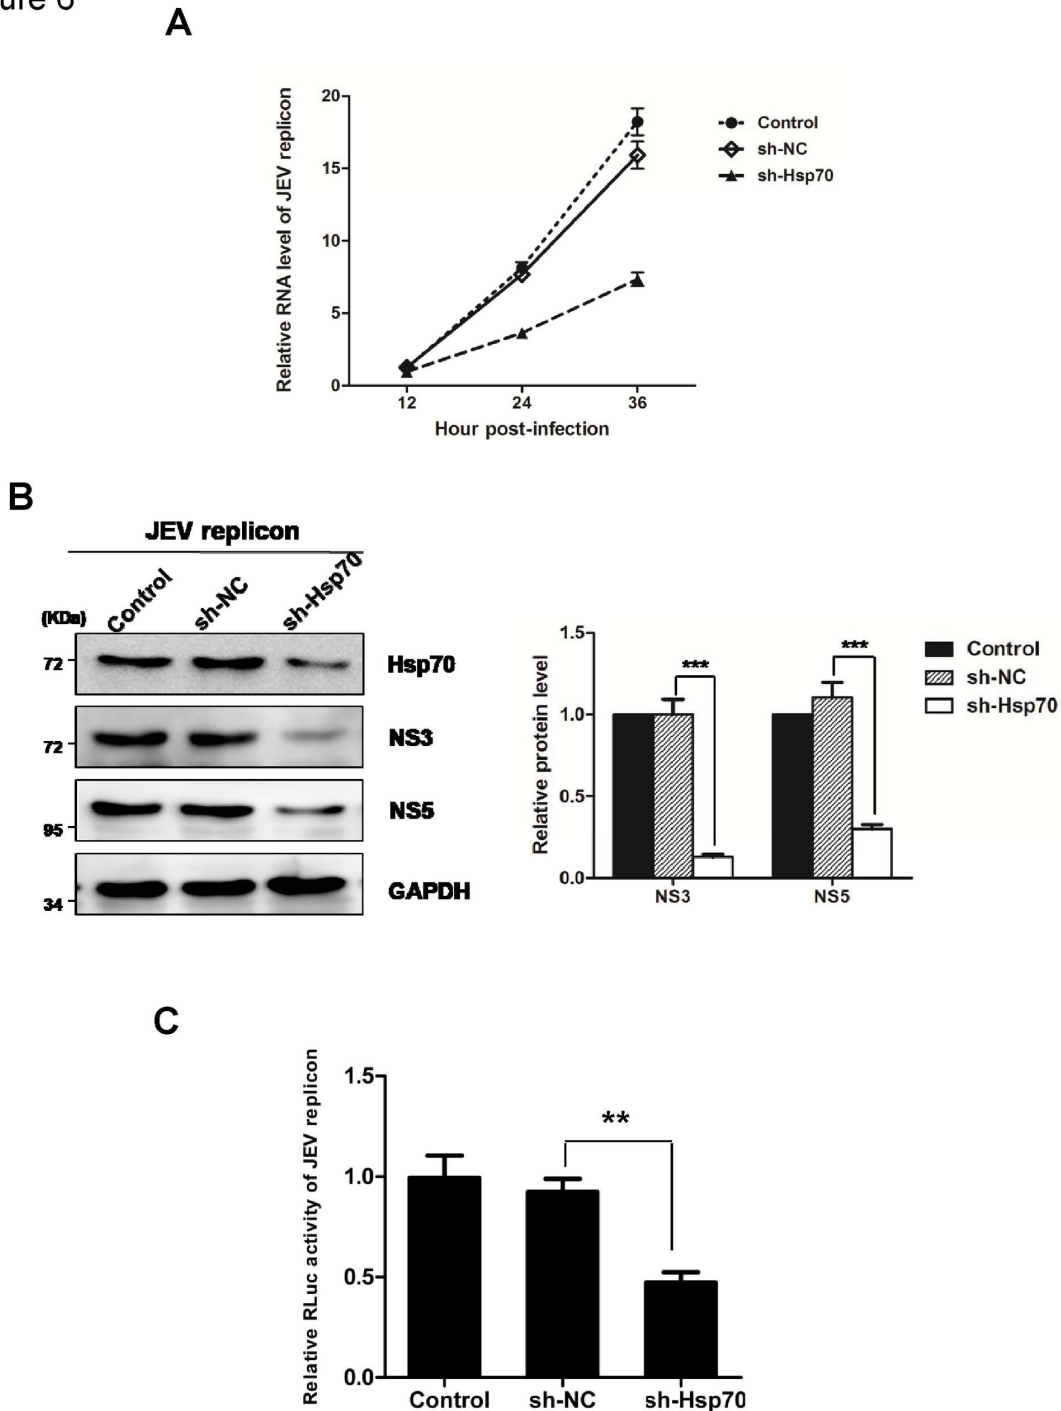 ure 6
A
Relative RNA level of JEV replicon
20
15
10
5
0
12 24 36
Hour post-infection
Control
sh-NC
sh-Hsp70
B
JEV replicon
(KDa)
Control
sh-NC
sh-Hsp70
72
Hsp70
72
NS3
95
NS5
34
GAPDH
Relative protein level
1.5
1.0
0.5
0.0
***
***
NS3 NS5
Control
sh-NC
sh-Hsp70
C
Relative RLuc activity of JEV replicon
1.5
1.0
0.5
0.0
**
Control sh-NC sh-Hsp70